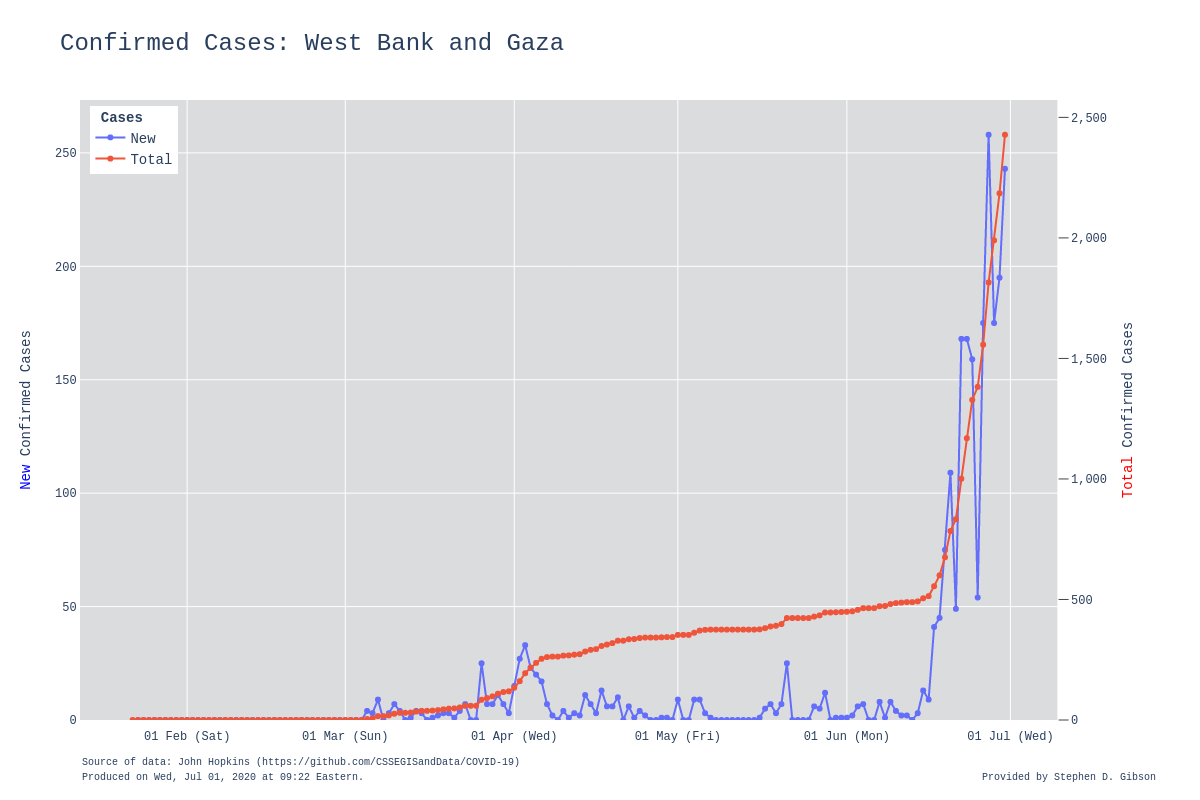 Confirmed Cases: West Bank and Gaza
Cases
New
Total
250
200
150
100
50
0
2,500
2,000
1,500
1,000
500
0
New Confirmed Cases
Total Confirmed Cases
01 Feb (Sat)
01 Mar (Sun)
01 Apr (Wed)
01 May (Fri)
01 Jun (Mon)
01 Jul (Wed)
Source of data: John Hopkins (https://github.com/CSSEGISandData/COVID-19)
Produced on Wed, Jul 01, 2020 at 09:22 Eastern.
Provided by Stephen D. Gibson